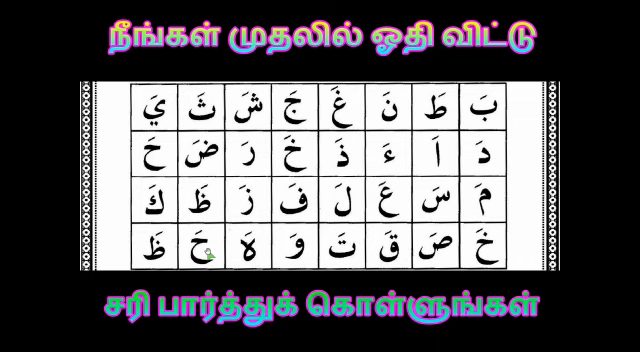 நீங்கள் முதலில் ஓதி விட்டு
بَ طَ نَ غَ جَ شَ ثَ يَ
دَ اَ ءَ ذَ خَ رَ ضَ حَ
مَ سَ عَ لَ فَ زَ ظَ كَ
خَ صَ قَ تَ وَ هَ حَ ظَ
சரி பார்த்துக் கொள்ளுங்கள்